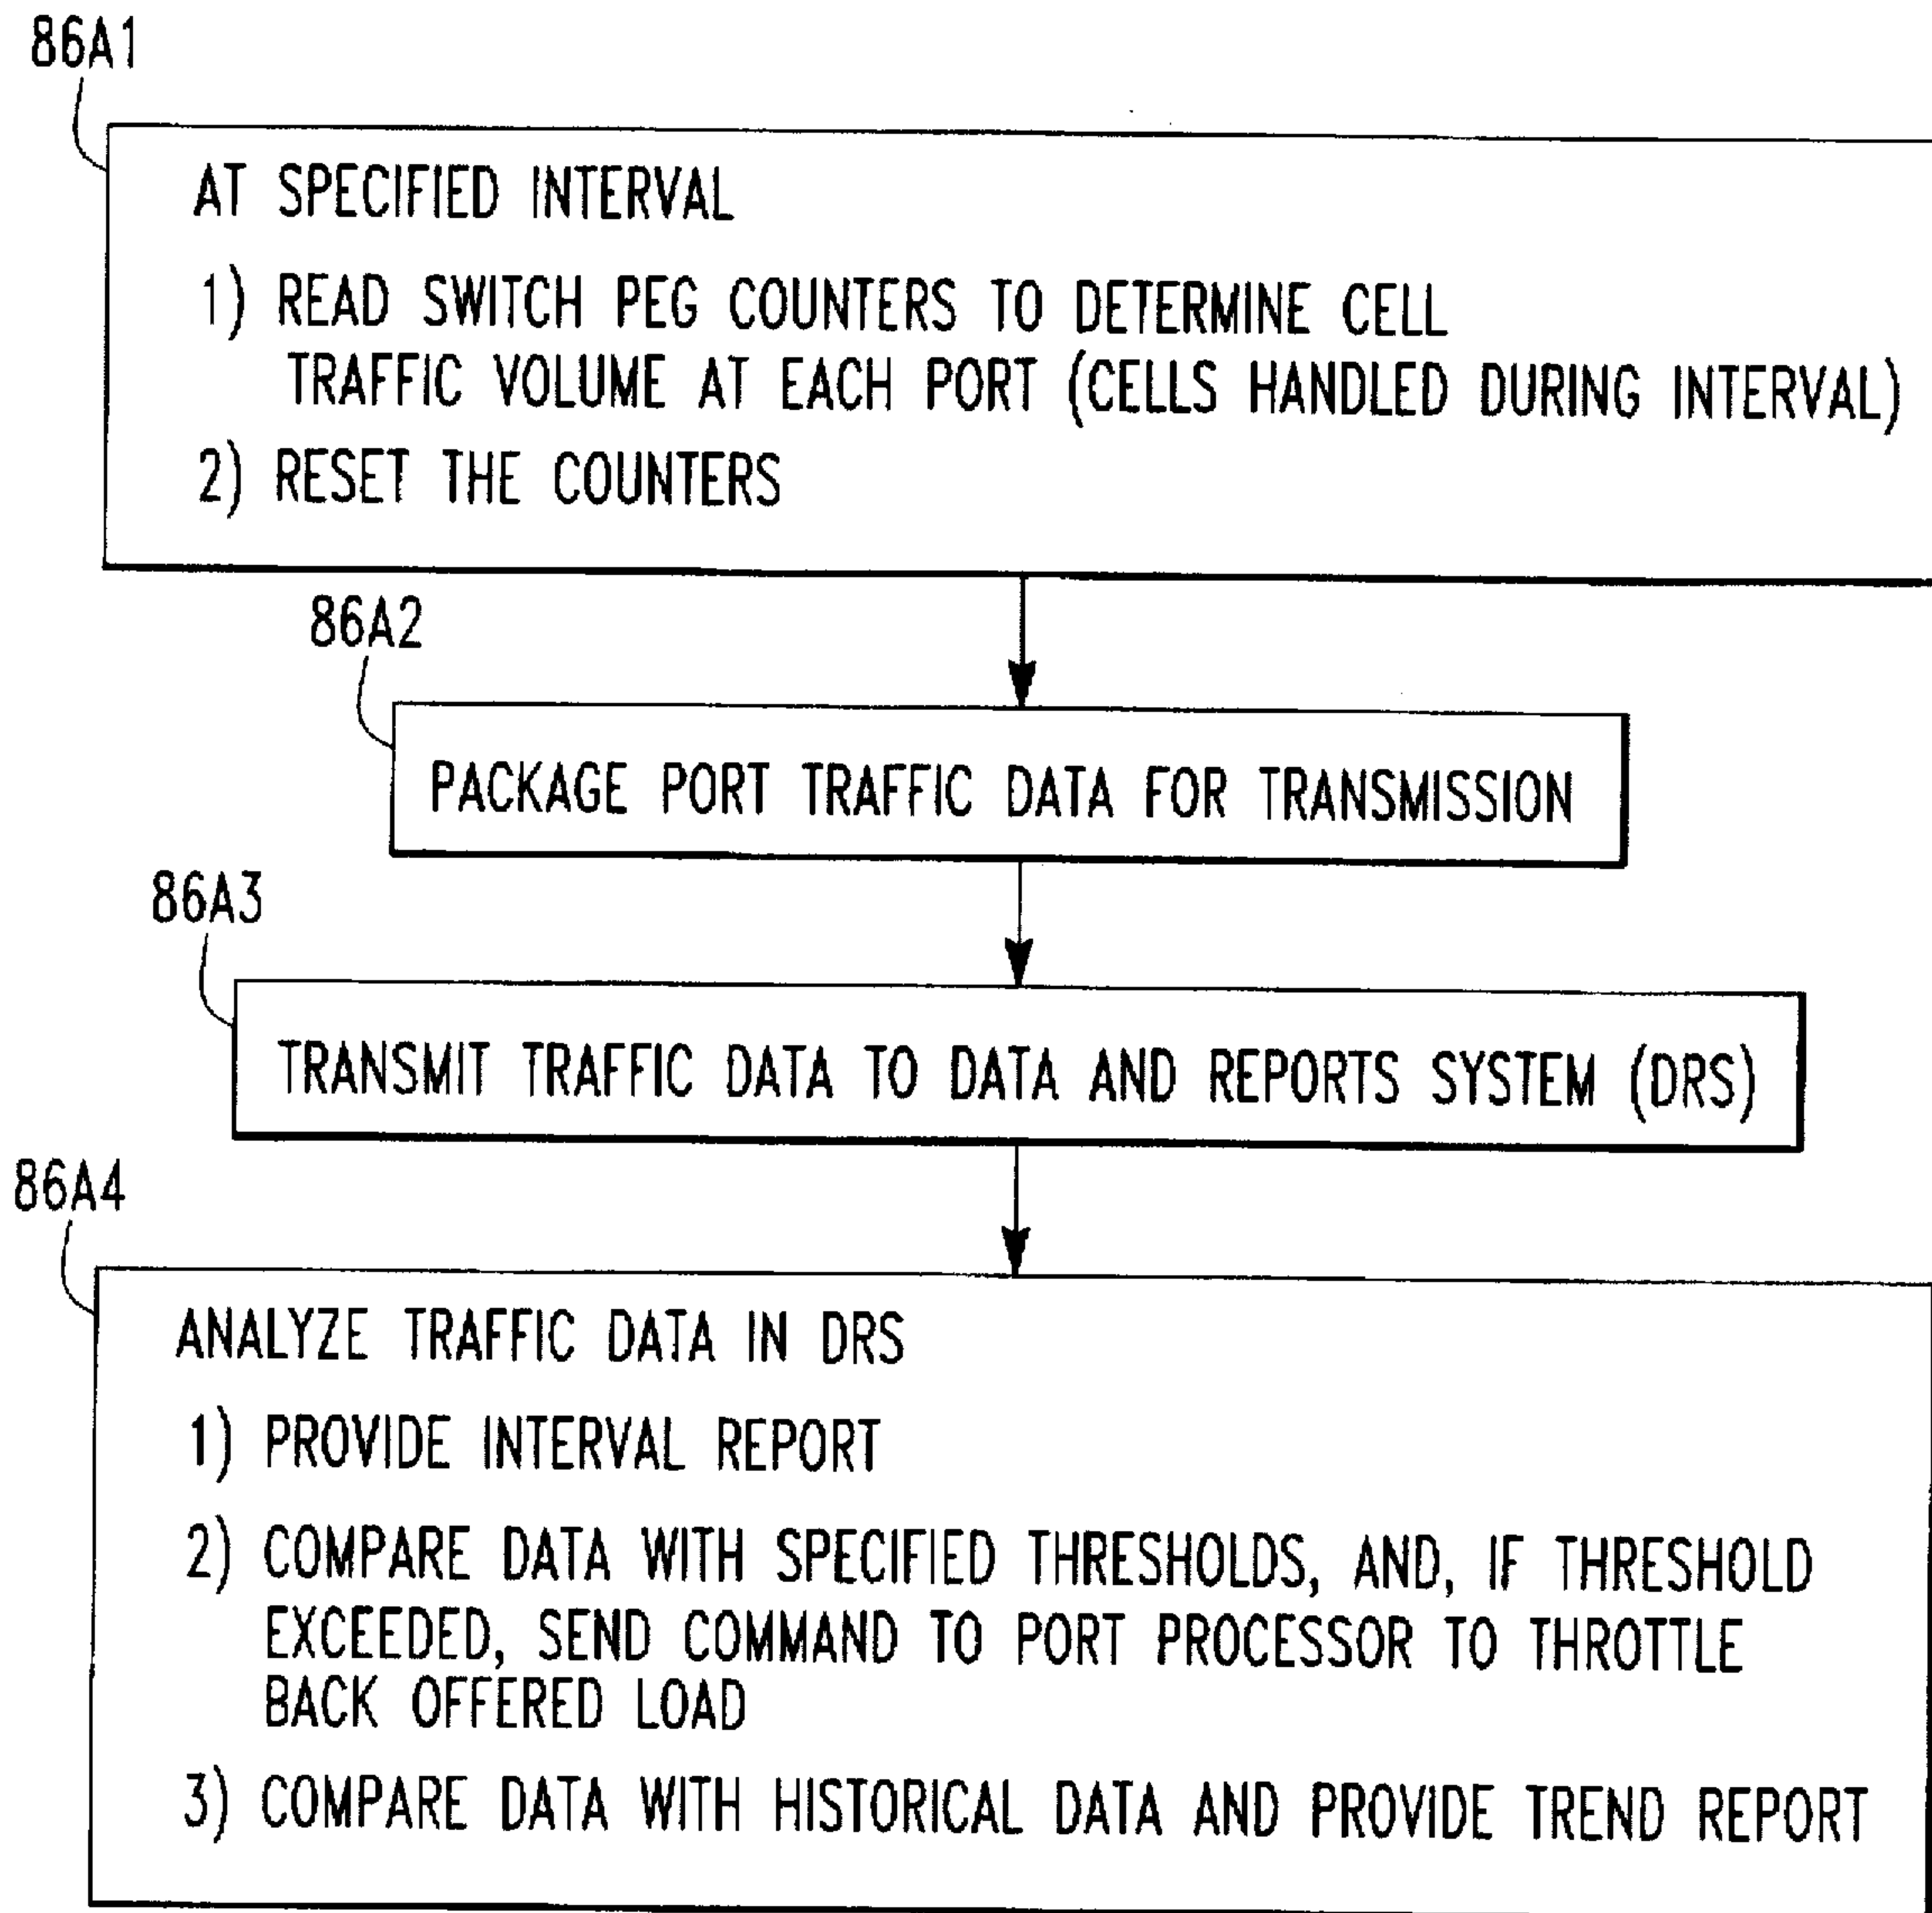 86A1
AT SPECIFIED INTERVAL
1) READ SWITCH PEG COUNTERS TO DETERMINE CELL
TRAFFIC VOLUME AT EACH PORT (CELLS HANDLED DURING INTERVAL)
2) RESET THE COUNTERS
86A2
PACKAGE PORT TRAFFIC DATA FOR TRANSMISSION
86A3
TRANSMIT TRAFFIC DATA TO DATA AND REPORTS SYSTEM (DRS)
86A4
ANALYZE TRAFFIC DATA IN DRS
1) PROVIDE INTERVAL REPORT
2) COMPARE DATA WITH SPECIFIED THRESHOLDS, AND, IF THRESHOLD
EXCEEDED, SEND COMMAND TO PORT PROCESSOR TO THROTTLE
BACK OFFERED LOAD
3) COMPARE DATA WITH HISTORICAL DATA AND PROVIDE TREND REPORT